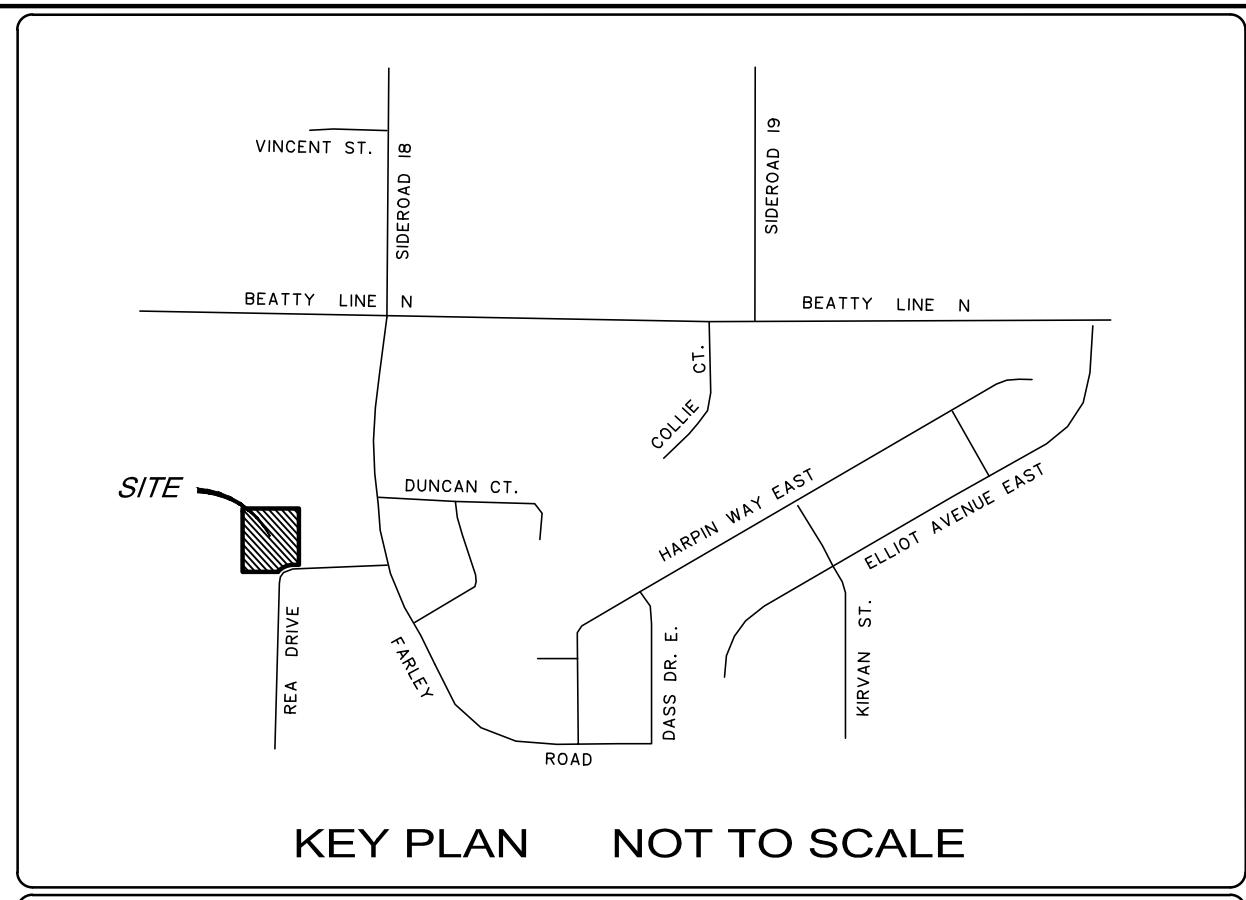 VINCENT ST.
SIDEROAD 18
SIDEROAD 19
BEATTY LINE N
BEATTY LINE N
COLLIE CT.
SITE
DUNCAN CT.
HARPIN WAY EAST
ELLIOT AVENUE EAST
REA DRIVE
FARLEY
ROAD
DASS DR. E.
KIRVAN ST.
KEY PLAN NOT TO SCALE